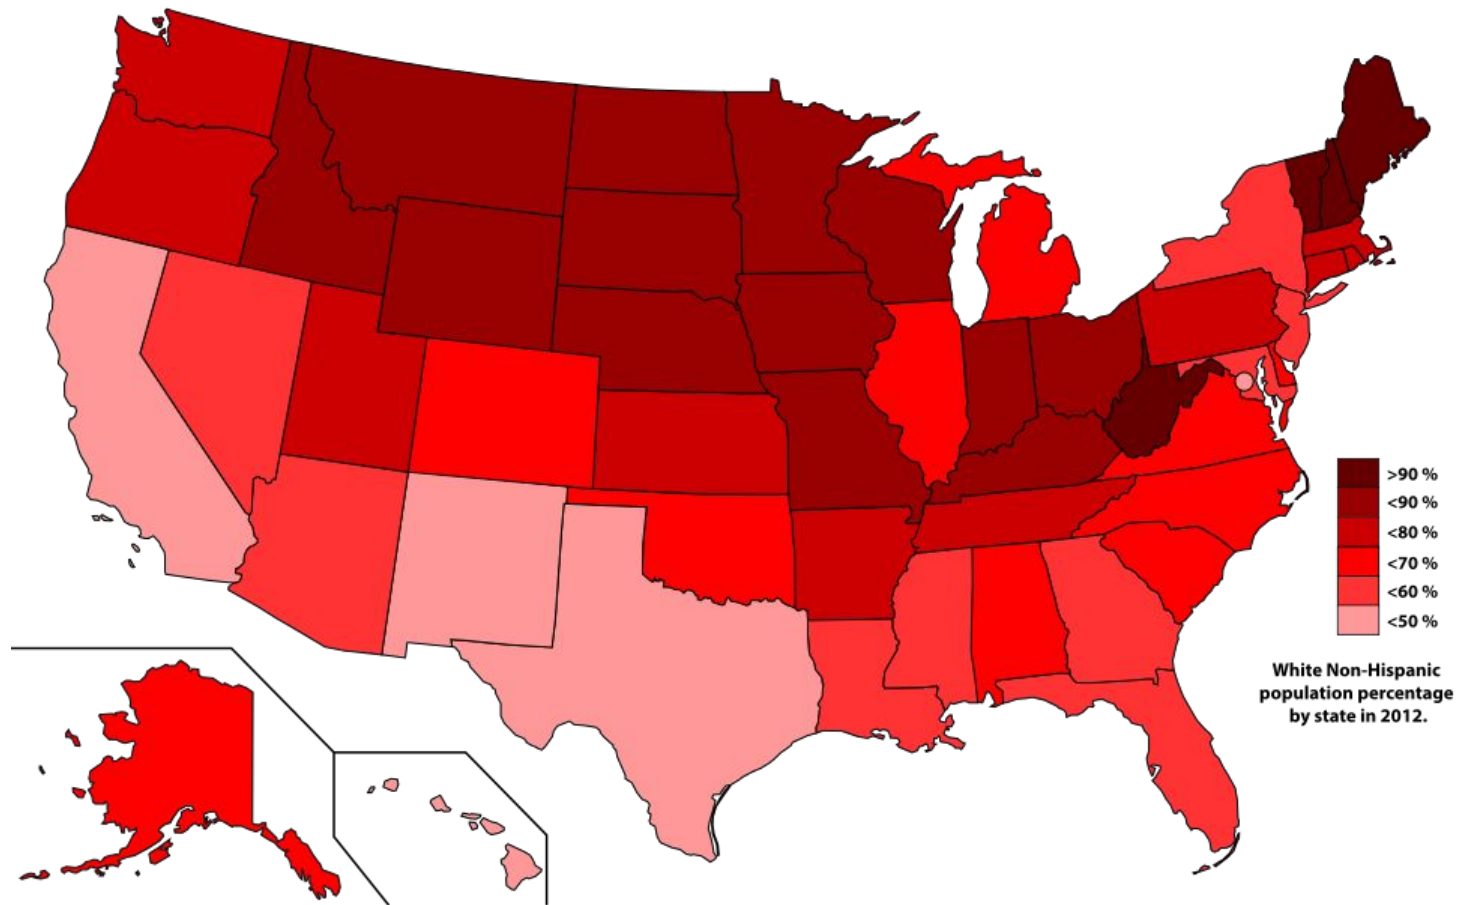 >90 %
<90 %
<80 %
<70 %
<60 %
<50 %
White Non-Hispanic
population percentage
by state in 2012.